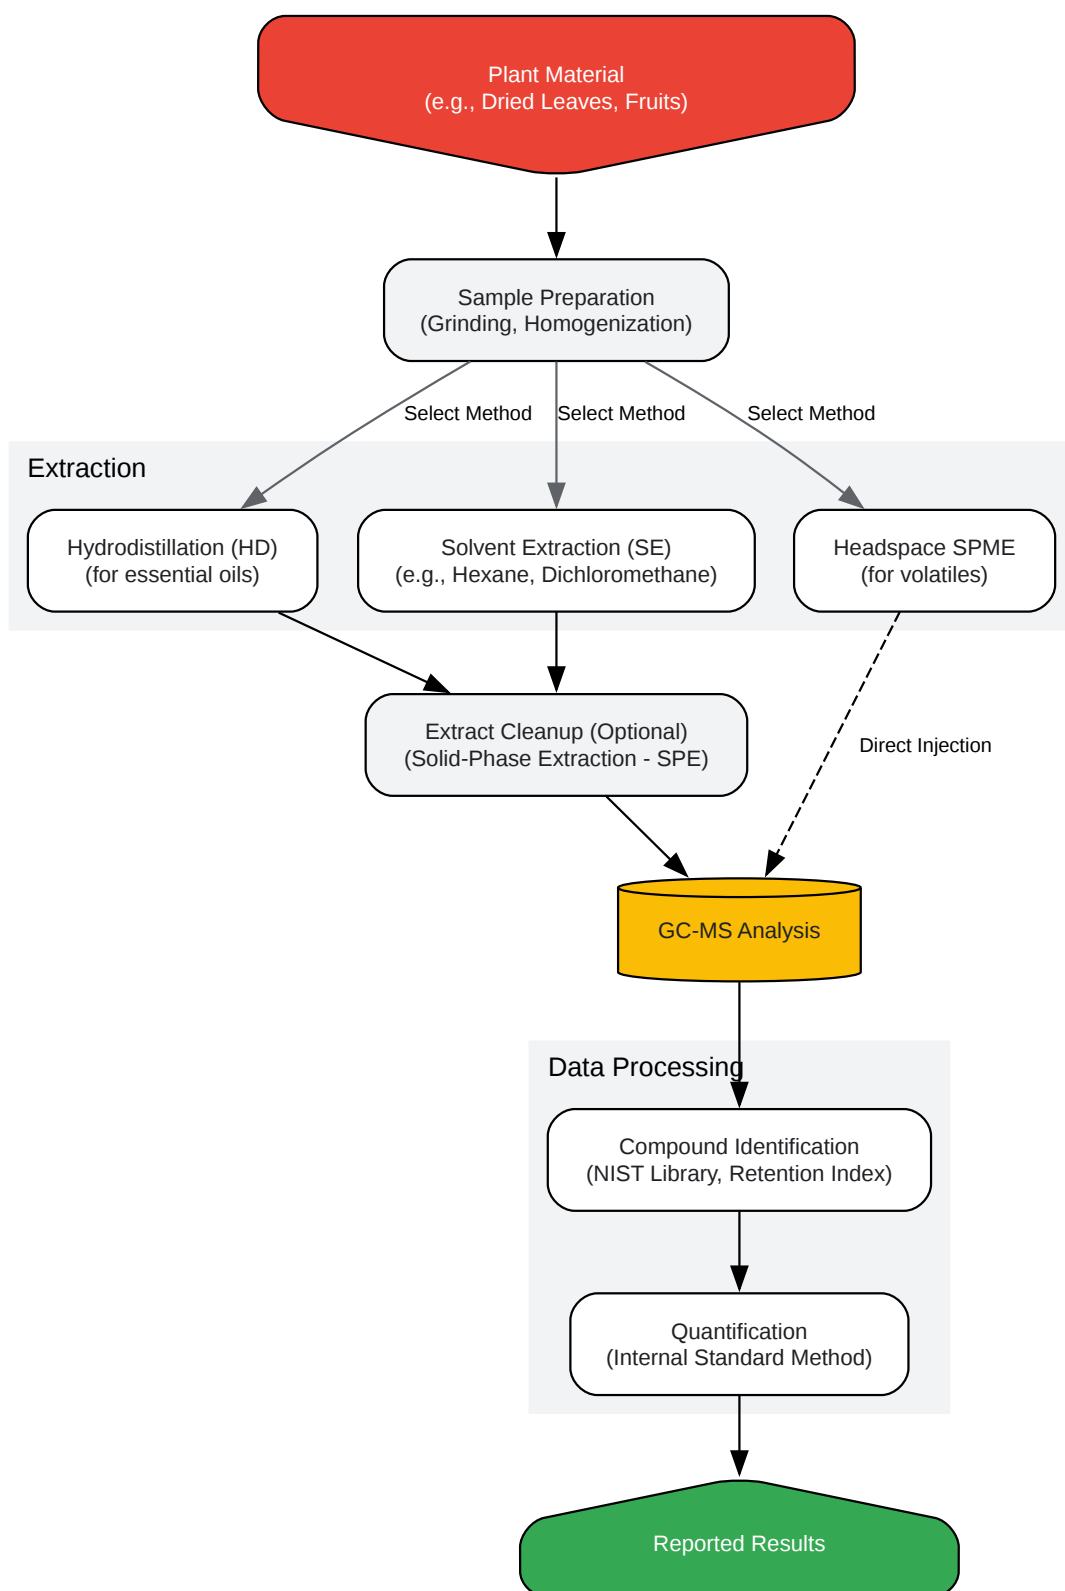 Plant Material
(e.g., Dried Leaves, Fruits)
Sample Preparation
(Grinding, Homogenization)
Select Method
Select Method
Select Method
Extraction
Hydrodistillation (HD)
(for essential oils)
Solvent Extraction (SE)
(e.g., Hexane, Dichloromethane)
Headspace SPME
(for volatiles)
Extract Cleanup (Optional)
(Solid-Phase Extraction - SPE)
Direct Injection
GC-MS Analysis
Data Processing
Compound Identification
(NIST Library, Retention Index)
Quantification
(Internal Standard Method)
Reported Results